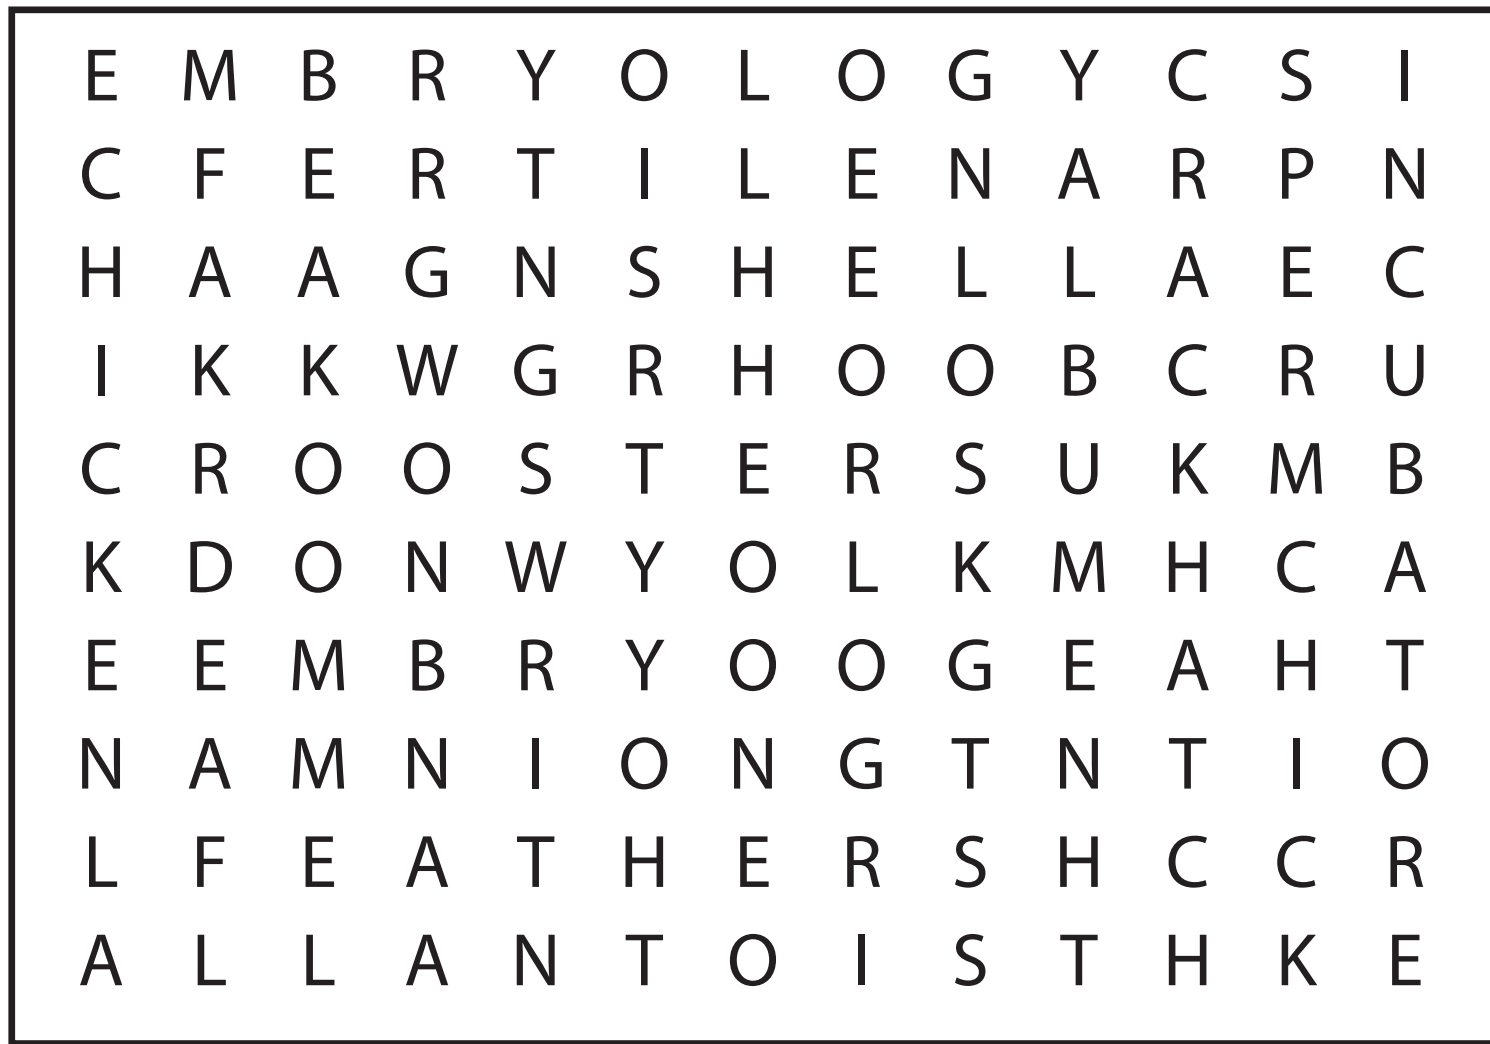 E M B R Y O L O G Y C S I
C F E R T I L E N A R P N
H A A G N S H E L L A E C
I K K W G R H O O B C R U
C R O O S T E R S U K M B
K D O N W Y O L K M H C A
E E M B R Y O O G E A H T
N A M N I O N G T N T I O
L F E A T H E R S H C C R
A L L A N T O I S T H K E